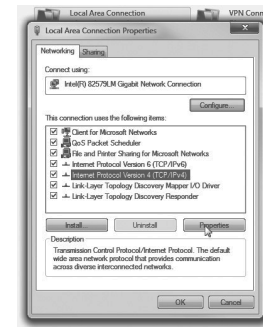 Local Area Connection
VPN Conn
Local Area Connection Properties
Networking
Sharing
Connect using:
Intel(R) 82579LM Gigabit Network Connection
Configure...
This connection uses the following items:
Client for Microsoft Networks
QoS Packet Scheduler
File and Printer Sharing for Microsoft Networks
Internet Protocol Version 6 (TCP/IPv6)
Internet Protocol Version 4 (TCP/IPv4)
Link-Layer Topology Discovery Mapper I/O Driver
Link-Layer Topology Discovery Responder
Install...
Uninstall
Properties
Description
Transmission Control Protocol/Internet Protocol. The default
wide area network protocol that provides communication
across diverse interconnected networks.
OK
Cancel